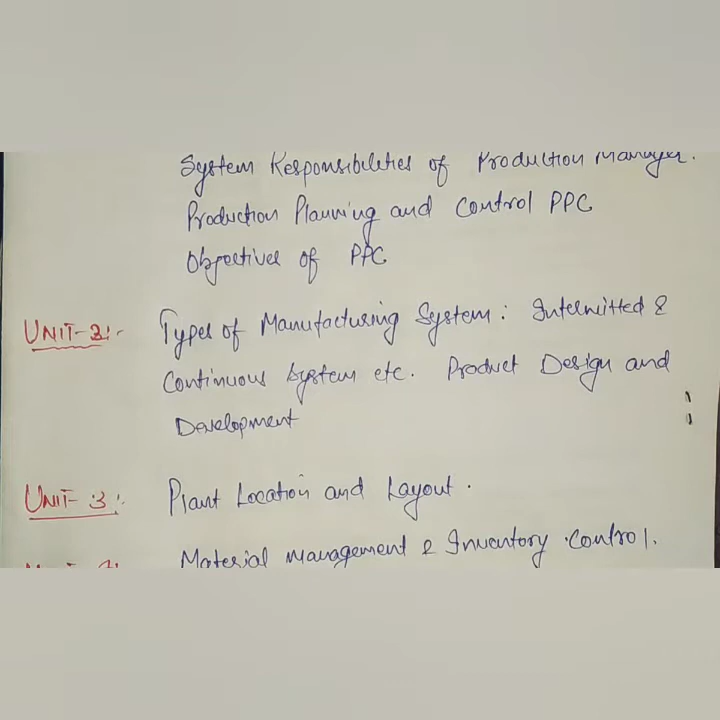 System Responsibilities of Production Manager.
Production Planning and Control PPC
Objectives of PPC
UNIT-2:- Types of Manufacturing System: Intermitted &
Continuous System etc. Product Design and
Development
UNIT-3:- Plant Location and Layout.
Material management & Inventory Control.